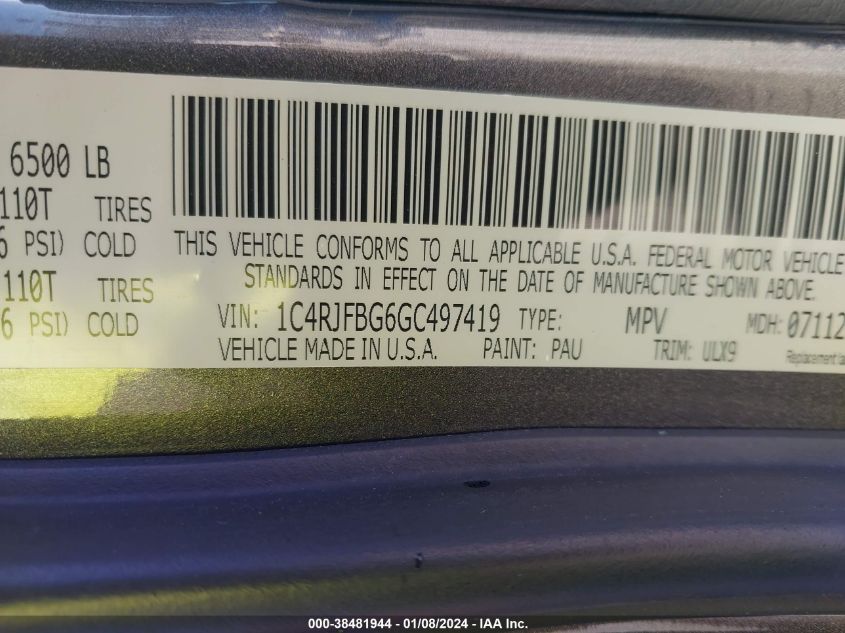 6500 LB
110T TIRES
6 PSI) COLD
110T TIRES
6 PSI) COLD
THIS VEHICLE CONFORMS TO ALL APPLICABLE U.S.A. FEDERAL MOTOR VEHICLE
STANDARDS IN EFFECT ON THE DATE OF MANUFACTURE SHOWN ABOVE.
VIN: 1C4RJFBG6GC497419 TYPE: MPV MDH: 07112
VEHICLE MADE IN U.S.A. PAINT: PAU TRIM: ULX9 Replacement
000-38481944 - 01/08/2024 - IAA Inc.